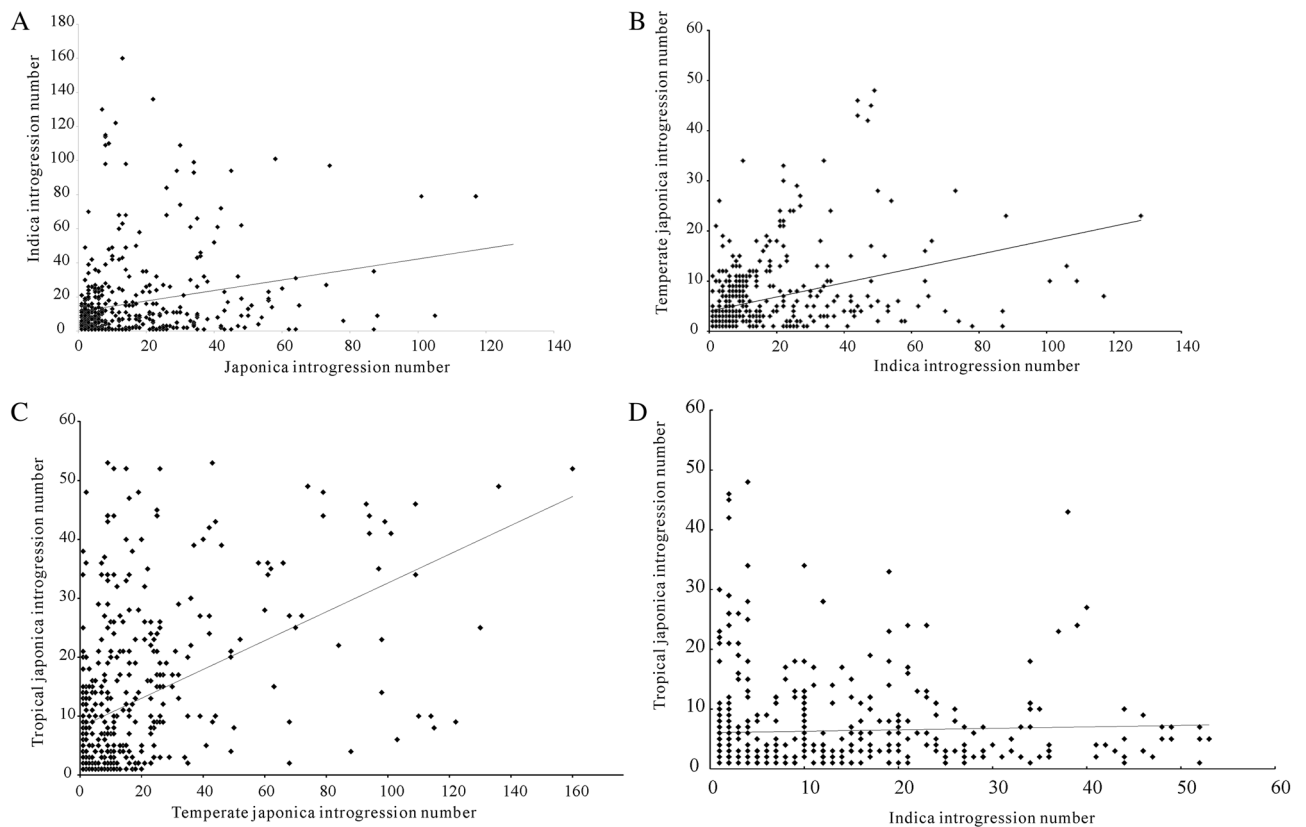 A
Indica introgression number
180
160
140
120
100
80
60
40
20
0
0 20 40 60 80 100 120 140
Japonica introgression number
B
Temperate japonica introgression number
60
50
40
30
20
10
0
0 20 40 60 80 100 120 140
Indica introgression number
C
Tropical japonica introgression number
60
50
40
30
20
10
0
0 20 40 60 80 100 120 140 160
Temperate japonica introgression number
D
Tropical japonica introgression number
60
50
40
30
20
10
0
0 10 20 30 40 50 60
Indica introgression number